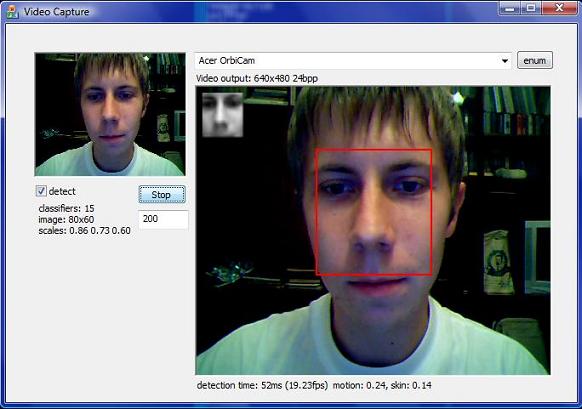 Video Capture
Acer OrbiCam
enum
Video output: 640x480 24bpp
detect
Stop
classifiers: 15
image: 80x60
200
scales: 0.86 0.73 0.60
detection time: 52ms (19.23fps) motion: 0.24, skin: 0.14